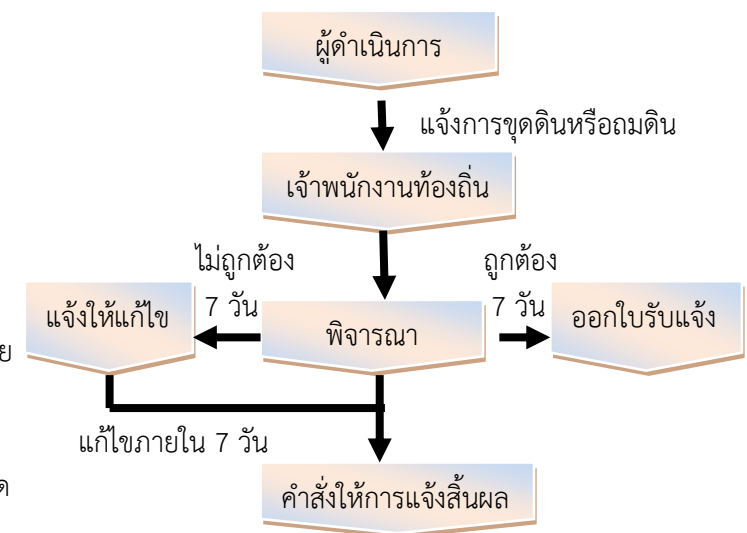 ผู้ดำเนินการ
แจ้งการขุดดินหรือถมดิน
เจ้าพนักงานท้องถิ่น
ไม่ถูกต้อง
ถูกต้อง
7 วัน
7 วัน
แจ้งให้แก้ไข
พิจารณา
ออกใบรับแจ้ง
แก้ไขภายใน 7 วัน
คำสั่งให้การแจ้งสิ้นผล